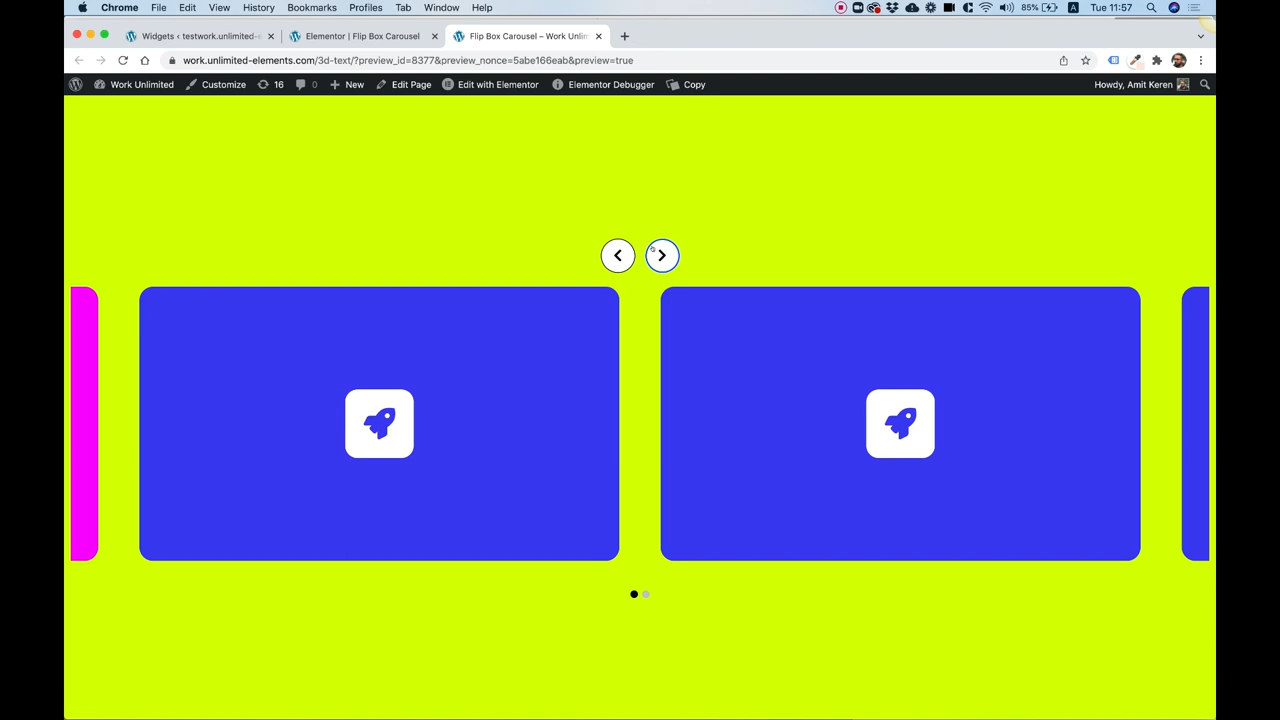 Chrome File Edit View History Bookmarks Profiles Tab Window Help 85% A Tue 11:57
Widgets ‹ testwork.unlimited-e Elementor | Flip Box Carousel Flip Box Carousel – Work Unlim
work.unlimited-elements.com/3d-text/?preview_id=8377&preview_nonce=5abe166eab&preview=true
Work Unlimited Customize 16 0 New Edit Page Edit with Elementor Elementor Debugger Copy Howdy, Amit Keren